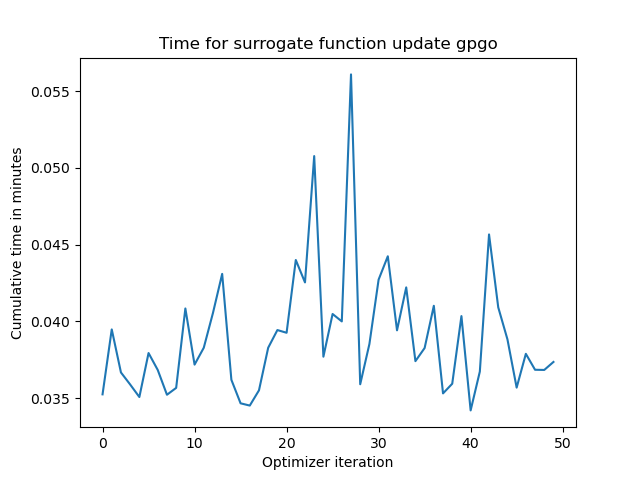 Time for surrogate function update gpgo
Cumulative time in minutes
0.055
0.050
0.045
0.040
0.035
0 10 20 30 40 50
Optimizer iteration